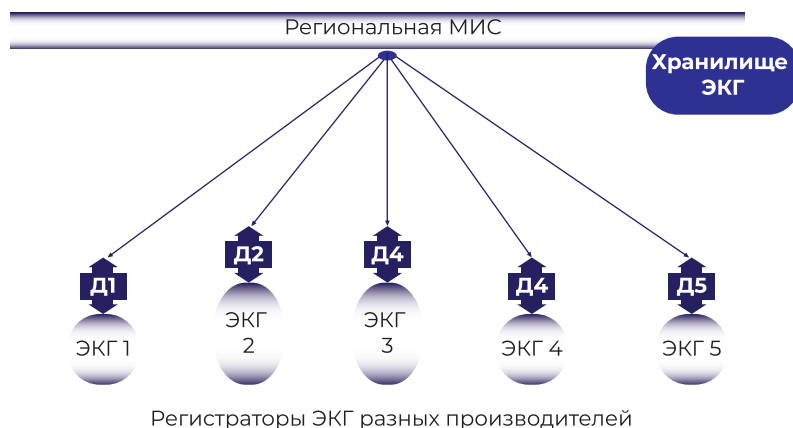 Региональная МИС
Хранилище
ЭКГ
Д1
Д2
Д4
Д4
Д5
ЭКГ 1
ЭКГ
2
ЭКГ
3
ЭКГ 4
ЭКГ 5
Регистраторы ЭКГ разных производителей